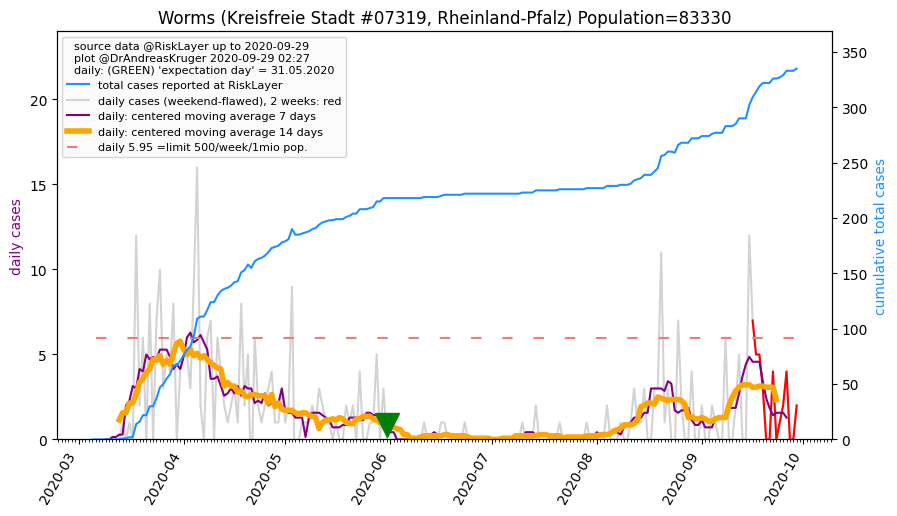 Worms (Kreisfreie Stadt #07319, Rheinland-Pfalz) Population=83330
source data @RiskLayer up to 2020-09-29
plot @DrAndreasKruger 2020-09-29 02:27
daily: (GREEN) 'expectation day' = 31.05.2020
total cases reported at RiskLayer
daily cases (weekend-flawed), 2 weeks: red
daily: centered moving average 7 days
daily: centered moving average 14 days
daily 5.95 =limit 500/week/1mio pop.
daily cases
20
15
10
5
0
cumulative total cases
350
300
250
200
150
100
50
0
2020-03
2020-04
2020-05
2020-06
2020-07
2020-08
2020-09
2020-10